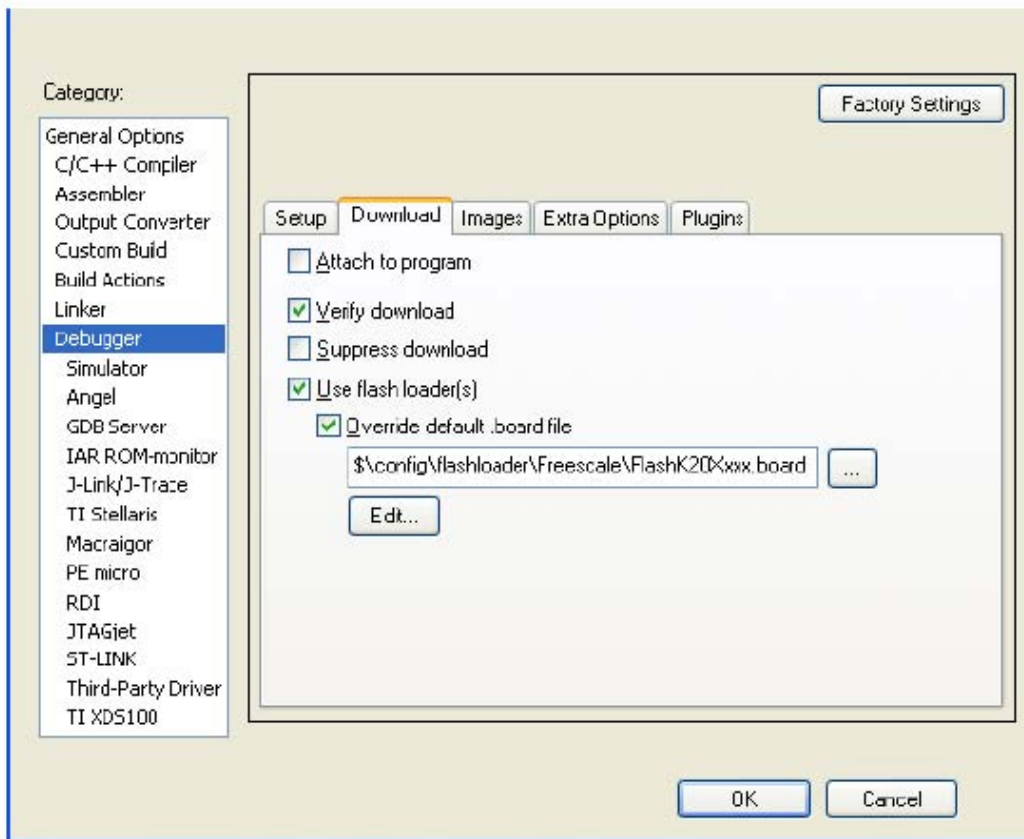 Category:
General Options
C/C++ Compiler
Assembler
Output Converter
Custom Build
Build Actions
Linker
Debugger
Simulator
Angel
GDB Server
IAR ROM-monitor
J-Link/J-Trace
TI Stellaris
Macraigor
PE micro
RDI
JTAGjet
ST-LINK
Third-Party Driver
TI XDS100
Factory Settings
Setup Download Images Extra Options Plugins
Attach to program
Verify download
Suppress download
Use flash loader(s)
Override default .board file
$\config\flashloader\Freescale\FlashK20Xxxx.board ...
Edit...
OK Cancel